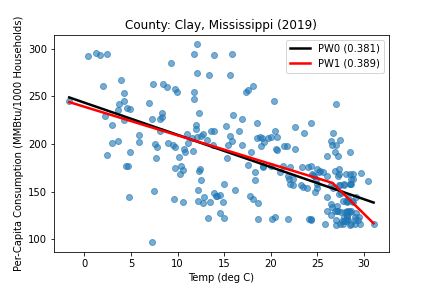 County: Clay, Mississippi (2019)
PW0 (0.381)
PW1 (0.389)
Per-Capita Consumption (MMBtu/1000 Households)
300
250
200
150
100
0 5 10 15 20 25 30
Temp (deg C)